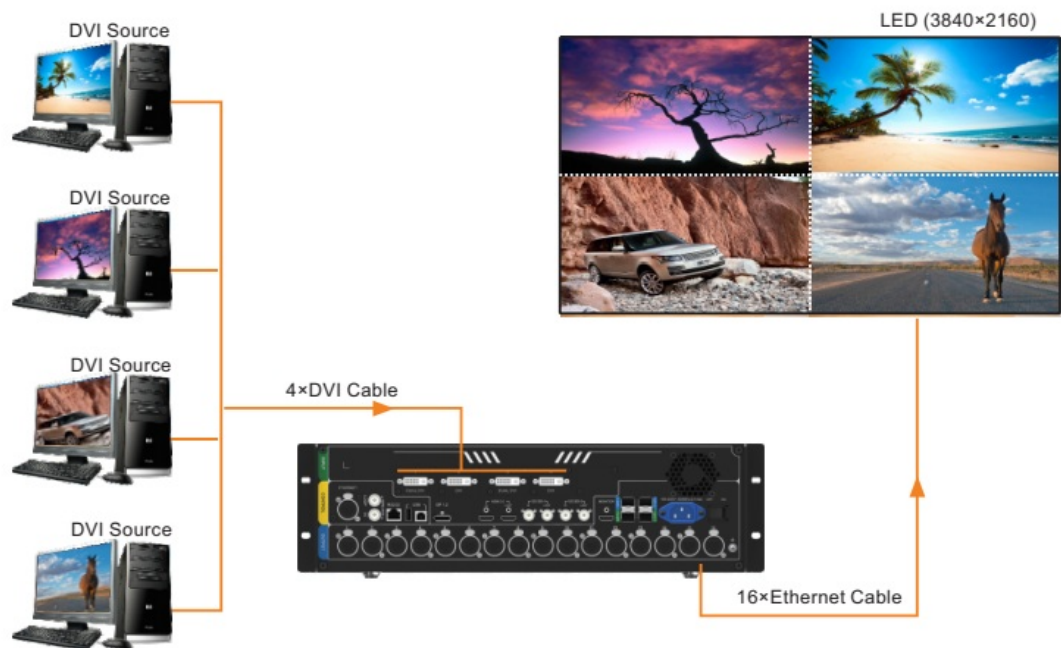 DVI Source
LED (3840×2160)
DVI Source
DVI Source
4×DVI Cable
DVI Source
16×Ethernet Cable